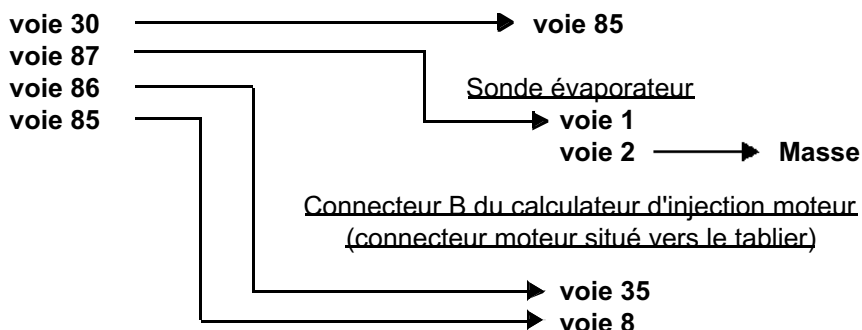 voie 30 voie 85
voie 87
voie 86 Sonde évaporateur
voie 85 voie 1
voie 2 Masse
Connecteur B du calculateur d'injection moteur
(connecteur moteur situé vers le tablier)
voie 35
voie 8